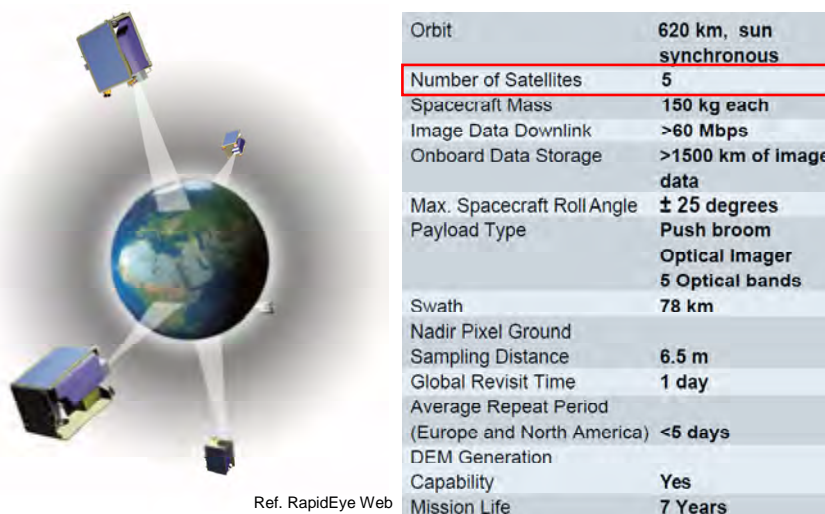 Orbit 620 km, sun
synchronous
Number of Satellites 5
Spacecraft Mass 150 kg each
Image Data Downlink >60 Mbps
Onboard Data Storage >1500 km of image
data
Max. Spacecraft Roll Angle ± 25 degrees
Payload Type Push broom
Optical Imager
5 Optical bands
Swath 78 km
Nadir Pixel Ground
Sampling Distance 6.5 m
Global Revisit Time 1 day
Average Repeat Period
(Europe and North America) <5 days
DEM Generation
Capability Yes
Mission Life 7 Years
Ref. RapidEye Web